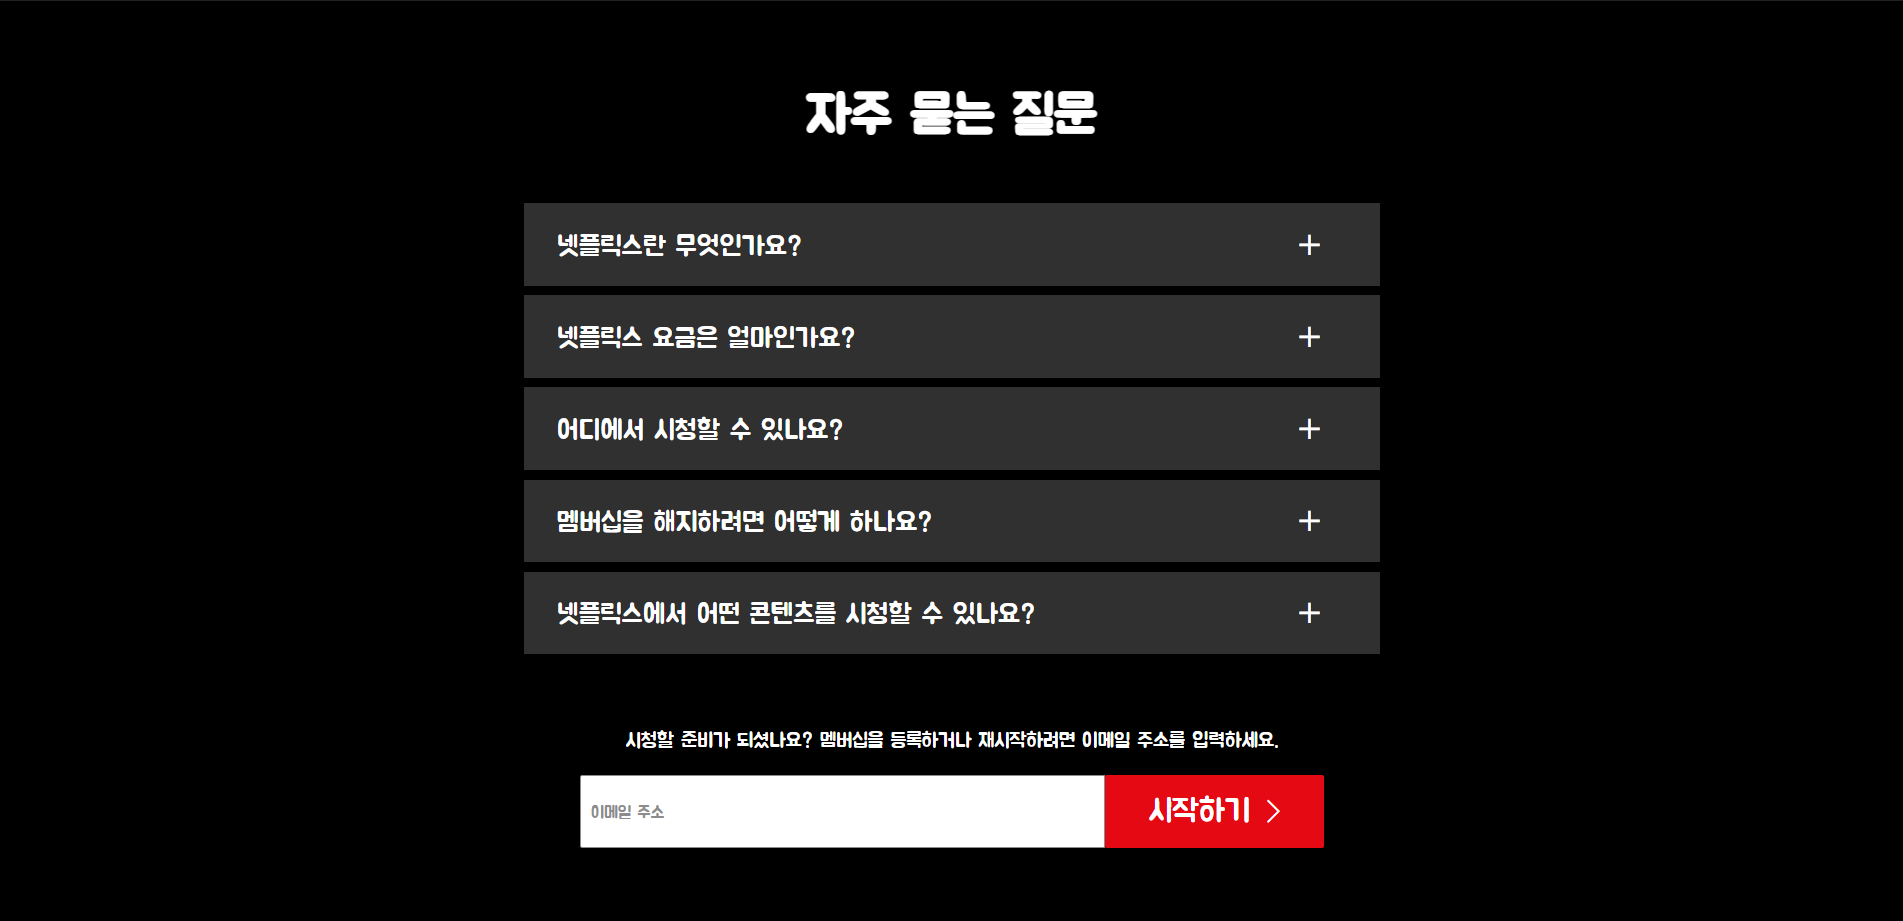 자주 묻는 질문
넷플릭스란 무엇인가요?
넷플릭스 요금은 얼마인가요?
어디에서 시청할 수 있나요?
멤버십을 해지하려면 어떻게 하나요?
넷플릭스에서 어떤 콘텐츠를 시청할 수 있나요?
시청할 준비가 되셨나요? 멤버십을 등록하거나 재시작하려면 이메일 주소를 입력하세요.
이메일 주소
시작하기